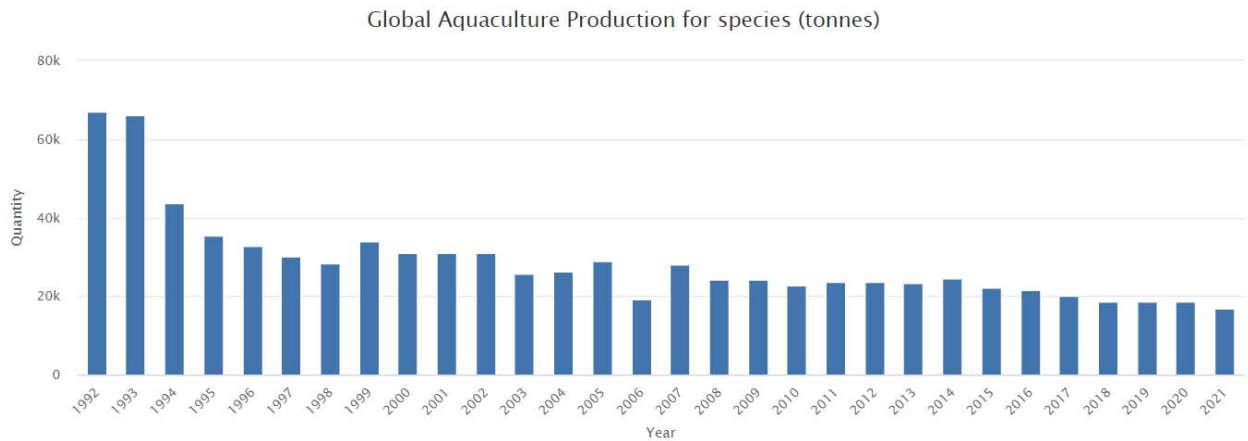 Global Aquaculture Production for species (tonnes)
80k
60k
40k
20k
0
Quantity
1992 1993 1994 1995 1996 1997 1998 1999 2000 2001 2002 2003 2004 2005 2006 2007 2008 2009 2010 2011 2012 2013 2014 2015 2016 2017 2018 2019 2020 2021
Year